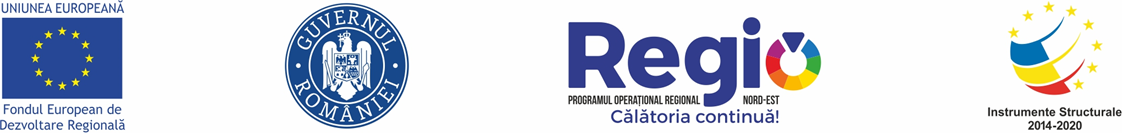 UNIUNEA EUROPEANĂ
Fondul European de
Dezvoltare Regională
GUVERNUL
ROMÂNIEI
Regio
PROGRAMUL OPERAȚIONAL REGIONAL NORD-EST
Călătoria continuă!
Instrumente Structurale
2014-2020